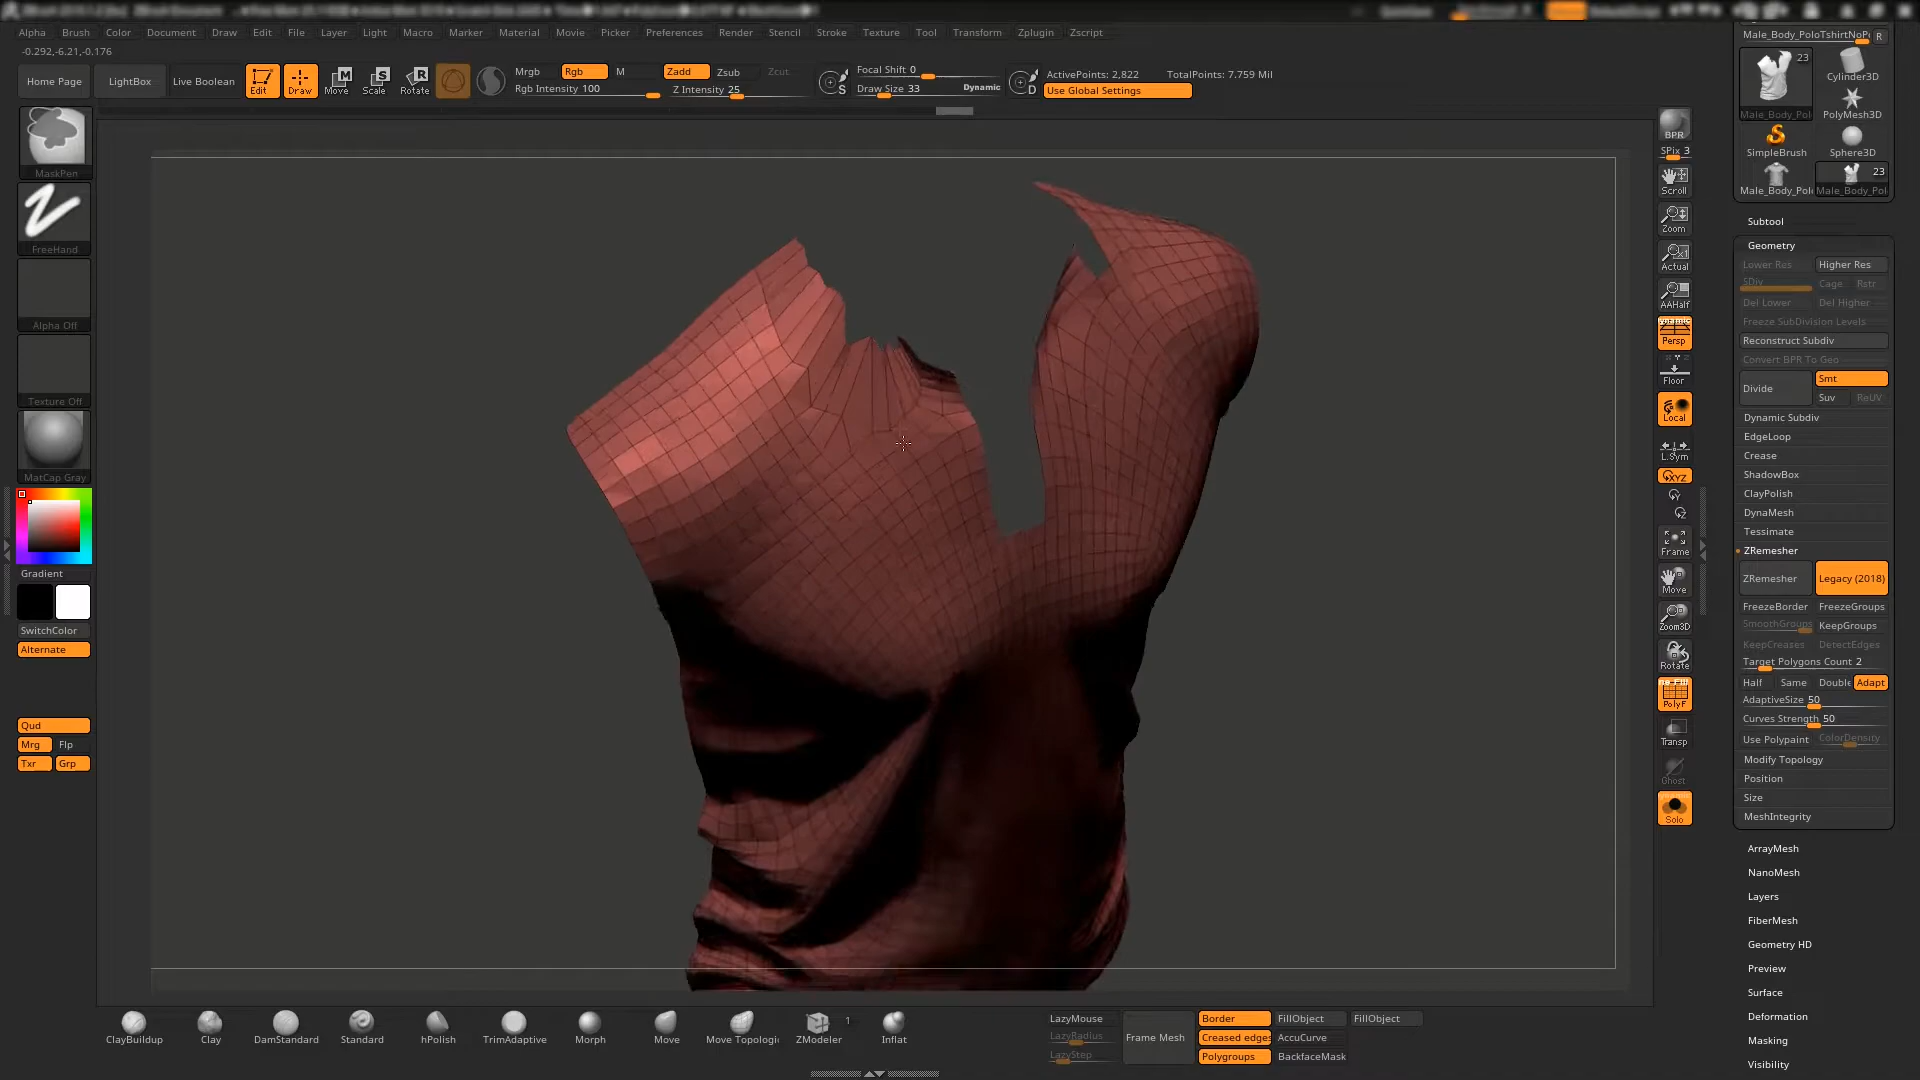 Alpha Brush Color Document Draw Edit File Layer Light Macro Marker Material Movie Picker Preferences Render Stencil Stroke Texture Tool Transform Zplugin Zscript
-0.292,-6.21,-0.176
Home Page LightBox Live Boolean Edit Draw Move Scale Rotate
Mrgb Rgb M Zadd Zsub Zcut
Rgb Intensity 100 Z Intensity 25
Focal Shift 0
Draw Size 33 Dynamic
ActivePoints: 2,822 TotalPoints: 7.759 Mil
Use Global Settings
MaskPen
FreeHand
Alpha Off
Texture Off
MatCap Gray
Gradient
SwitchColor
Alternate
Qud
Mrg Flp
Txr Grp
BPR
SPix 3
Scroll
Zoom
Actual
AAHalf
Persp
Floor
Local
L.Sym
XYZ
Frame
Move
Zoom3D
Rotate
PolyF
Transp
Ghost
Solo
R
23
Cylinder3D
PolyMesh3D
SimpleBrush Sphere3D
23
Subtool
Geometry
Lower Res Higher Res
SDiv Cage Rstr
Del Lower Del Higher
Freeze SubDivision Levels
Reconstruct Subdiv
Convert BPR To Geo
Divide Smt
Suv ReUV
Dynamic Subdiv
EdgeLoop
Crease
ShadowBox
ClayPolish
DynaMesh
Tessimate
ZRemesher
ZRemesher Legacy (2018)
FreezeBorder FreezeGroups
SmoothGroups KeepGroups
KeepCreases DetectEdges
Target Polygons Count 2
Half Same Double Adapt
AdaptiveSize 50
Curves Strength 50
Use Polypaint ColorDensity
Modify Topology
Position
Size
MeshIntegrity
ArrayMesh
NanoMesh
Layers
FiberMesh
Geometry HD
Preview
Surface
Deformation
Masking
Visibility
ClayBuildup Clay DamStandard Standard hPolish TrimAdaptive Morph Move Move Topologi ZModeler 1 Inflat
LazyMouse
LazyRadius
LazyStep
Frame Mesh
Border FillObject FillObject
Creased edges AccuCurve
Polygroups BackfaceMask